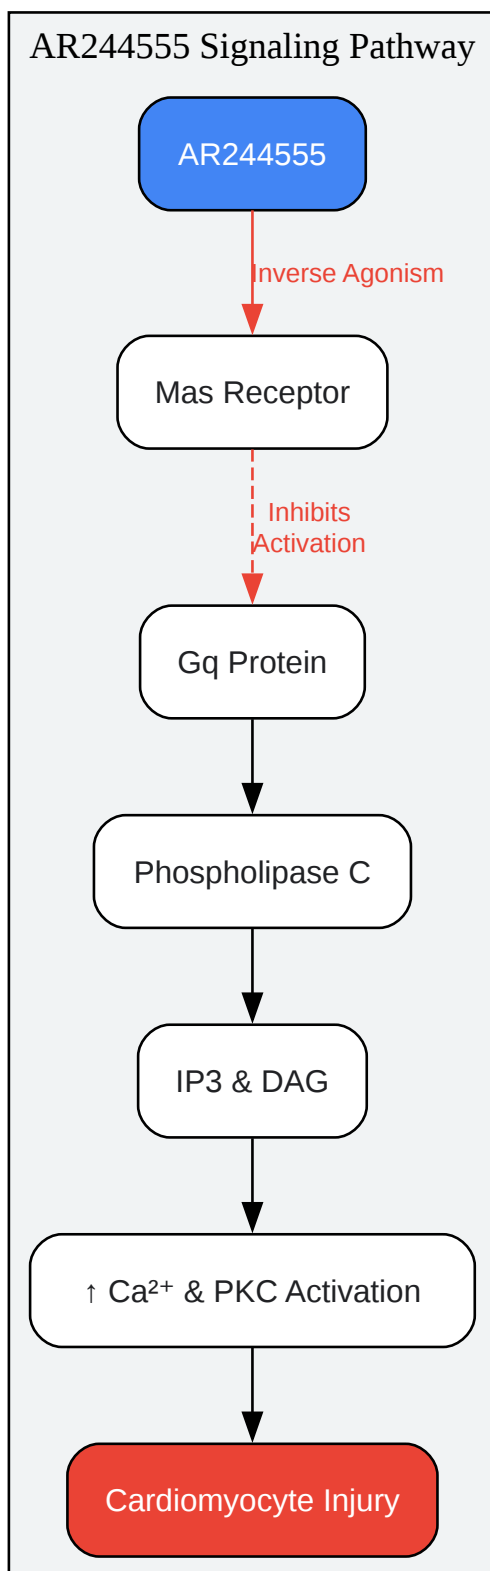 AR244555 Signaling Pathway
AR244555
Inverse Agonism
Mas Receptor
Inhibits
Activation
Gq Protein
Phospholipase C
IP3 & DAG
↑ Ca²⁺ & PKC Activation
Cardiomyocyte Injury